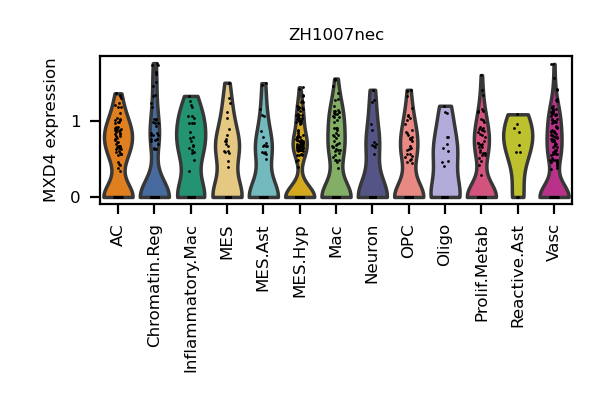 ZH1007nec
MXD4 expression
1
0
AC
Chromatin.Reg
Inflammatory.Mac
MES
MES.Ast
MES.Hyp
Mac
Neuron
OPC
Oligo
Prolif.Metab
Reactive.Ast
Vasc